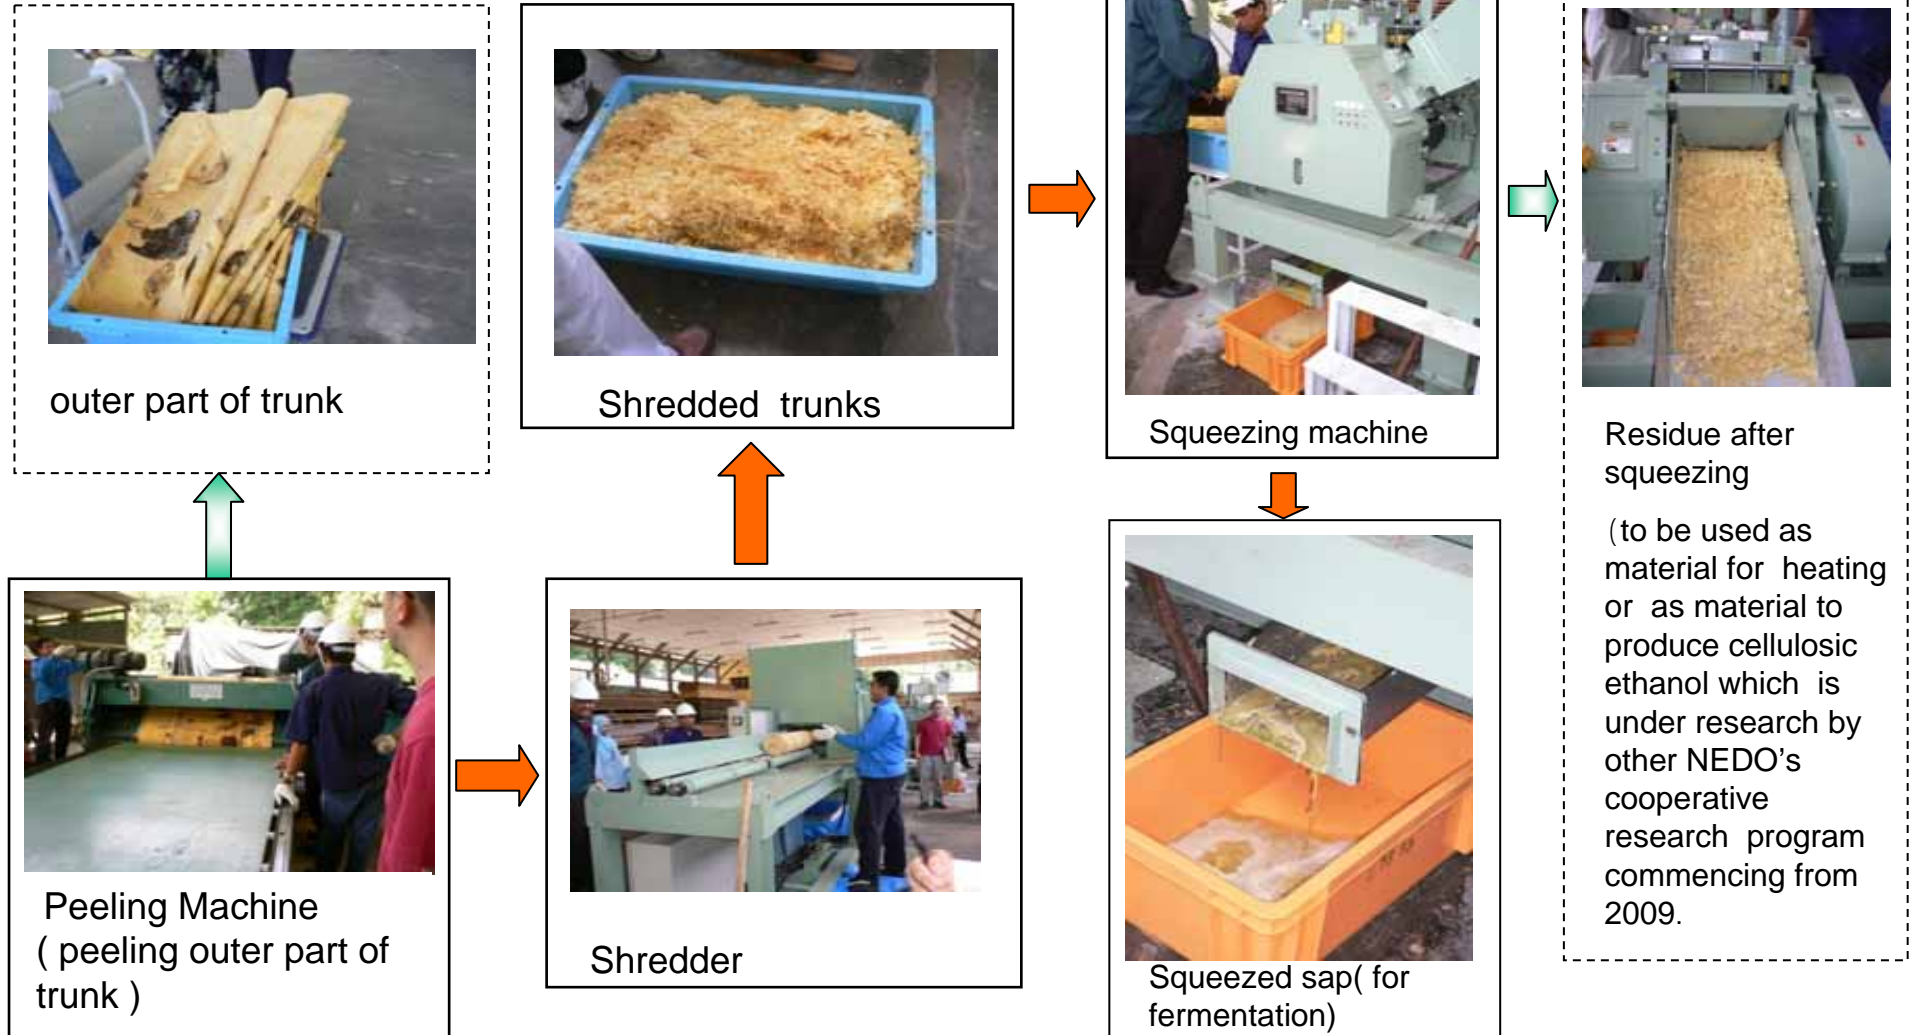 outer part of trunk
Shredded trunks
Squeezing machine
Residue after
squeezing
(to be used as
material for heating
or as material to
produce cellulosic
ethanol which is
under research by
other NEDO's
cooperative
research program
commencing from
2009.
Peeling Machine
( peeling outer part of
trunk )
Shredder
Squeezed sap( for
fermentation)